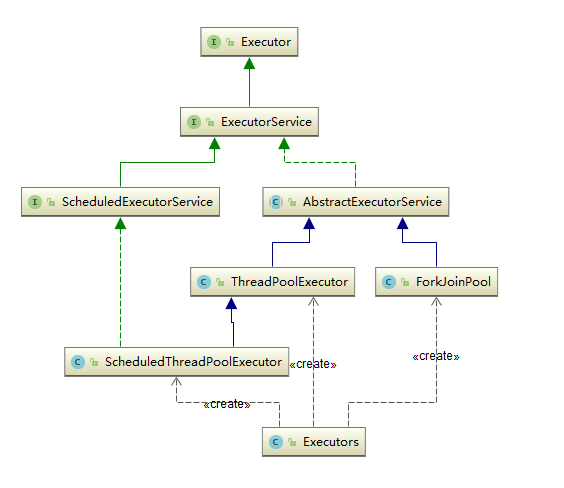 I Executor
I ExecutorService
I ScheduledExecutorService
C AbstractExecutorService
C ThreadPoolExecutor
C ForkJoinPool
C ScheduledThreadPoolExecutor
«create»
«create»
«create»
C Executors